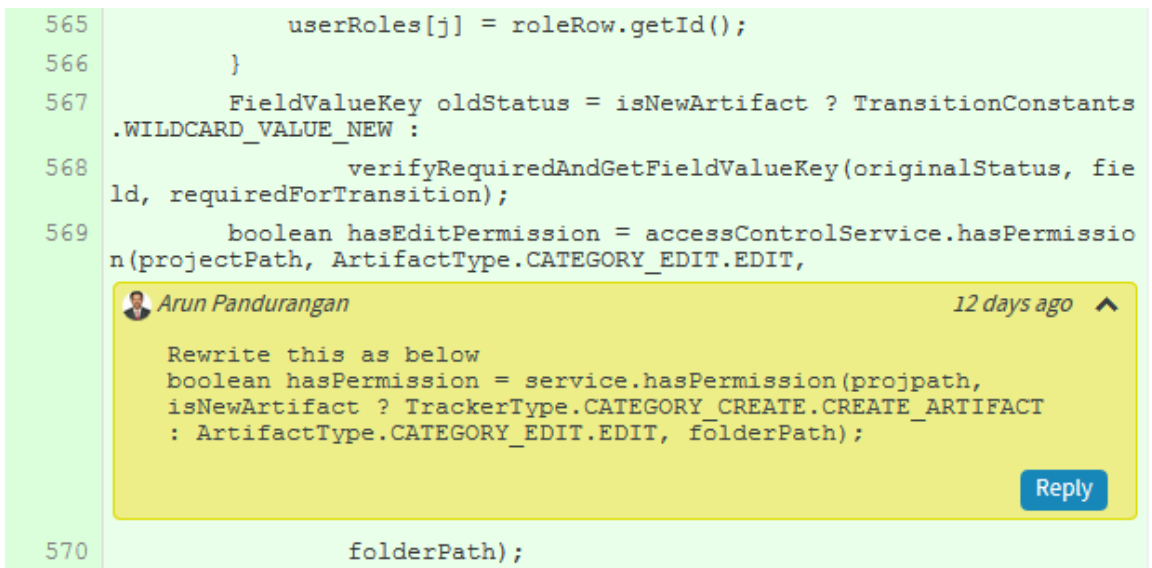 565 userRoles[j] = roleRow.getId();
566 }
567 FieldValueKey oldStatus = isNewArtifact ? TransitionConstants
.WILDCARD_VALUE_NEW :
568 verifyRequiredAndGetFieldValueKey(originalStatus, fie
ld, requiredForTransition);
569 boolean hasEditPermission = accessControlService.hasPermissio
n(projectPath, ArtifactType.CATEGORY_EDIT.EDIT,
Arun Pandurangan 12 days ago
Rewrite this as below
boolean hasPermission = service.hasPermission(projpath,
isNewArtifact ? TrackerType.CATEGORY_CREATE.CREATE_ARTIFACT
: ArtifactType.CATEGORY_EDIT.EDIT, folderPath);
Reply
570 folderPath);